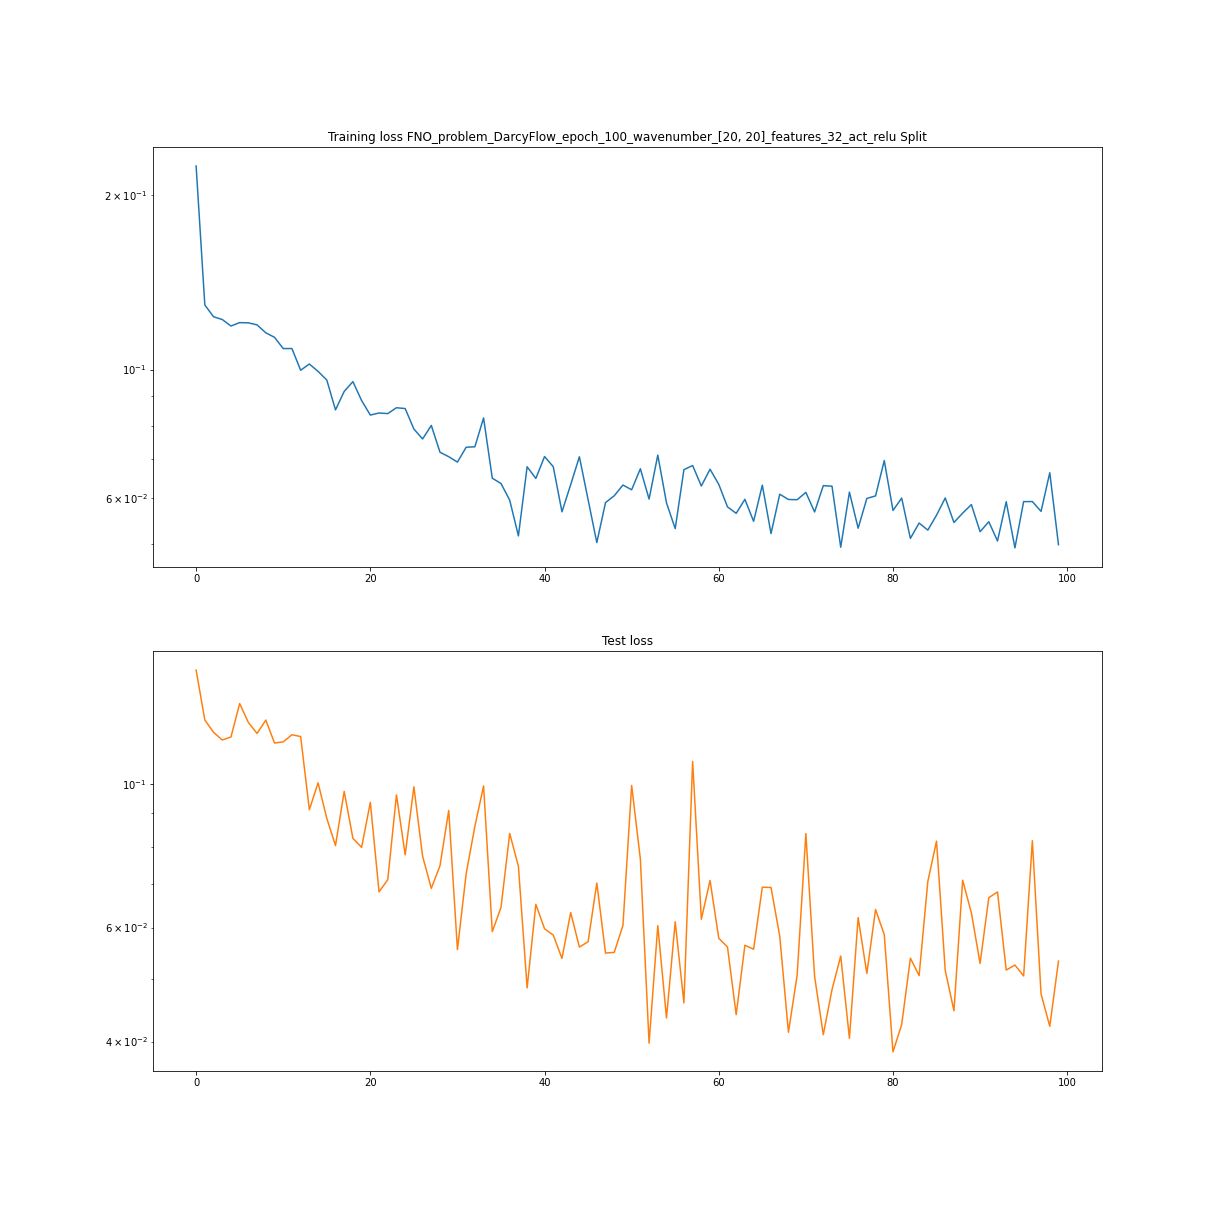 Training loss FNO_problem_DarcyFlow_epoch_100_wavenumber_[20, 20]_features_32_act_relu Split
2 × 10⁻¹
10⁻¹
6 × 10⁻²
0 20 40 60 80 100
Test loss
10⁻¹
6 × 10⁻²
4 × 10⁻²
0 20 40 60 80 100